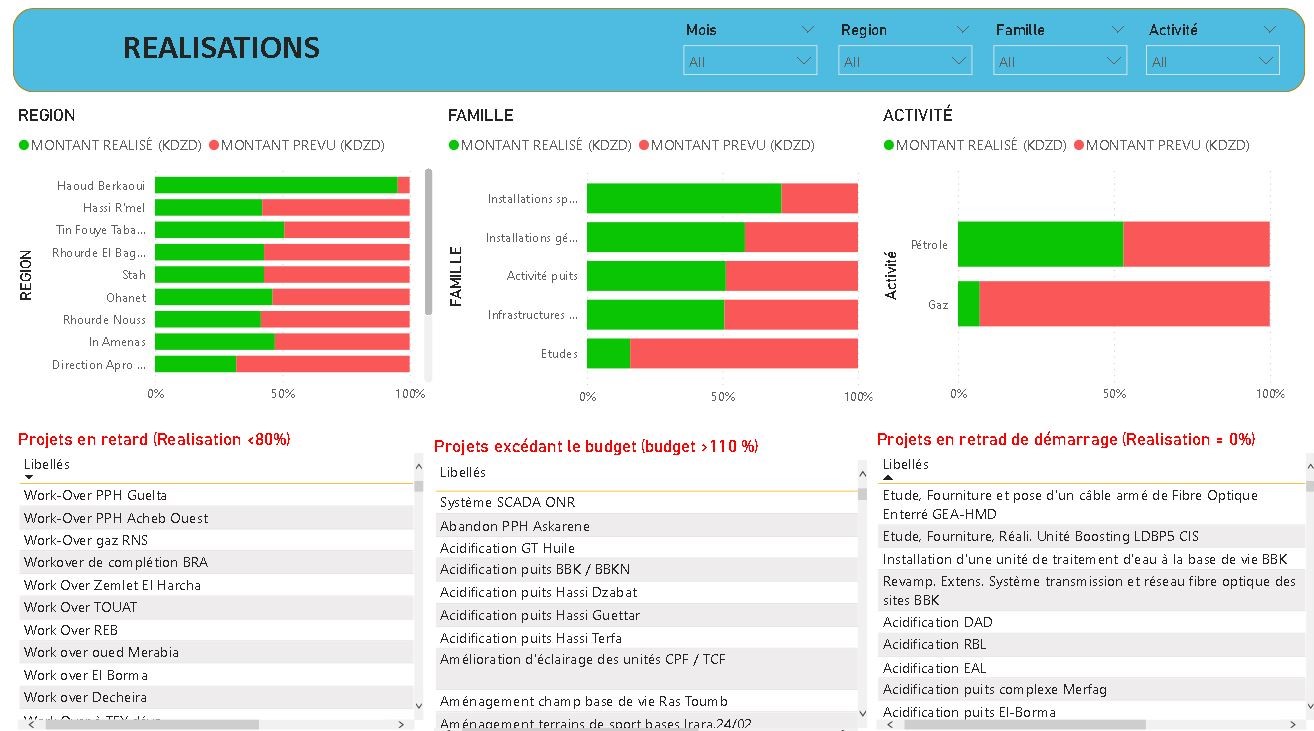 REALISATIONS
Mois
Region
Famille
Activité
All
All
All
All
REGION
MONTANT REALISÉ (KDZD) MONTANT PREVU (KDZD)
REGION
Haoud Berkaoui
Hassi R'mel
Tin Fouye Taba...
Rhourde El Bag...
Stah
Ohanet
Rhourde Nouss
In Amenas
Direction Apro ...
0% 50% 100%
FAMILLE
MONTANT REALISÉ (KDZD) MONTANT PREVU (KDZD)
FAMILLE
Installations sp...
Installations gé...
Activité puits
Infrastructures ...
Etudes
0% 50% 100%
ACTIVITÉ
MONTANT REALISÉ (KDZD) MONTANT PREVU (KDZD)
Activité
Pétrole
Gaz
0% 50% 100%
Projets en retard (Realisation <80%)
Libellés
Work-Over PPH Guelta
Work-Over PPH Acheb Ouest
Work-Over gaz RNS
Workover de complétion BRA
Work Over Zemlet El Harcha
Work Over TOUAT
Work Over REB
Work over oued Merabia
Work over El Borma
Work over Decheira
Projets excédant le budget (budget >110 %)
Libellés
Système SCADA ONR
Abandon PPH Askarene
Acidification GT Huile
Acidification puits BBK / BBKN
Acidification puits Hassi Dzabat
Acidification puits Hassi Guettar
Acidification puits Hassi Terfa
Amélioration d'éclairage des unités CPF / TCF
Aménagement champ base de vie Ras Toumb
Aménagement terrains de sport bases Irara,24/02
Projets en retrad de démarrage (Realisation = 0%)
Libellés
Etude, Fourniture et pose d'un câble armé de Fibre Optique
Enterré GEA-HMD
Etude, Fourniture, Réali. Unité Boosting LDBP5 CIS
Installation d'une unité de traitement d'eau à la base de vie BBK
Revamp. Extens. Système transmission et réseau fibre optique des
sites BBK
Acidification DAD
Acidification RBL
Acidification EAL
Acidification puits complexe Merfag
Acidification puits El-Borma